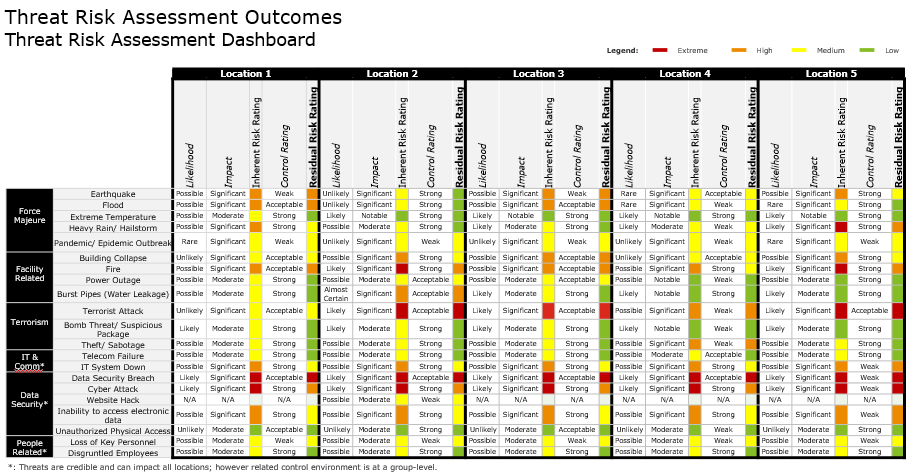 Threat Risk Assessment Outcomes
Threat Risk Assessment Dashboard
Legend: Extreme High Medium Low
Location 1 Location 2 Location 3 Location 4 Location 5
Likelihood Impact Inherent Risk Rating Control Rating Residual Risk Rating Likelihood Impact Inherent Risk Rating Control Rating Residual Risk Rating Likelihood Impact Inherent Risk Rating Control Rating Residual Risk Rating Likelihood Impact Inherent Risk Rating Control Rating Residual Risk Rating Likelihood Impact Inherent Risk Rating Control Rating Residual Risk Rating
Force Majeure
Earthquake Possible Significant Weak Unlikely Significant Strong Possible Significant Weak Rare Significant Acceptable Possible Significant Strong
Flood Possible Significant Acceptable Unlikely Significant Strong Possible Significant Acceptable Rare Significant Weak Rare Significant Strong
Extreme Temperature Possible Moderate Strong Likely Notable Strong Likely Notable Strong Likely Notable Strong Likely Notable Strong
Heavy Rain/ Hailstorm Possible Significant Strong Possible Moderate Strong Likely Moderate Strong Likely Moderate Weak Likely Significant Strong
Pandemic/ Epidemic Outbreak Rare Significant Weak Unlikely Significant Weak Unlikely Significant Weak Unlikely Significant Weak Rare Significant Weak
Facility Related
Building Collapse Unlikely Significant Acceptable Possible Significant Strong Possible Significant Acceptable Unlikely Significant Strong Possible Significant Strong
Fire Possible Significant Acceptable Likely Significant Strong Possible Significant Acceptable Possible Significant Acceptable Likely Significant Strong
Power Outage Possible Moderate Strong Possible Moderate Acceptable Likely Moderate Strong Possible Notable Weak Possible Moderate Strong
Burst Pipes (Water Leakage) Possible Moderate Strong Almost Certain Significant Acceptable Likely Moderate Strong Likely Notable Strong Likely Moderate Strong
Terrorism
Terrorist Attack Unlikely Significant Acceptable Likely Significant Acceptable Likely Significant Acceptable Possible Significant Weak Likely Significant Acceptable
Bomb Threat/ Suspicious Package Likely Moderate Strong Likely Moderate Strong Likely Moderate Strong Likely Notable Weak Likely Moderate Strong
Theft/ Sabotage Possible Moderate Strong Possible Moderate Strong Possible Moderate Strong Possible Significant Weak Possible Moderate Strong
IT & Comm*
Telecom Failure Possible Moderate Strong Possible Moderate Strong Possible Moderate Strong Possible Moderate Acceptable Possible Moderate Strong
IT System Down Possible Significant Strong Possible Significant Strong Possible Significant Strong Possible Significant Strong Possible Significant Weak
Data Security*
Data Security Breach Likely Significant Acceptable Likely Significant Acceptable Likely Significant Acceptable Likely Significant Acceptable Likely Significant Weak
Cyber Attack Likely Significant Strong Likely Significant Strong Likely Significant Strong Likely Significant Strong Likely Significant Weak
Website Hack N/A N/A N/A Possible Moderate Weak N/A N/A N/A N/A N/A N/A N/A N/A N/A
Inability to access electronic data Possible Significant Strong Possible Significant Strong Possible Significant Strong Possible Significant Strong Possible Significant Weak
Unauthorized Physical Access Unlikely Moderate Acceptable Unlikely Moderate Strong Unlikely Moderate Acceptable Unlikely Moderate Acceptable Unlikely Moderate Strong
People Related*
Loss of Key Personnel Possible Moderate Weak Possible Moderate Weak Possible Moderate Weak Possible Moderate Weak Possible Moderate Weak
Disgruntled Employees Possible Moderate Strong Possible Moderate Strong Possible Moderate Strong Possible Moderate Strong Possible Moderate Strong
*: Threats are credible and can impact all locations; however related control environment is at a group-level.